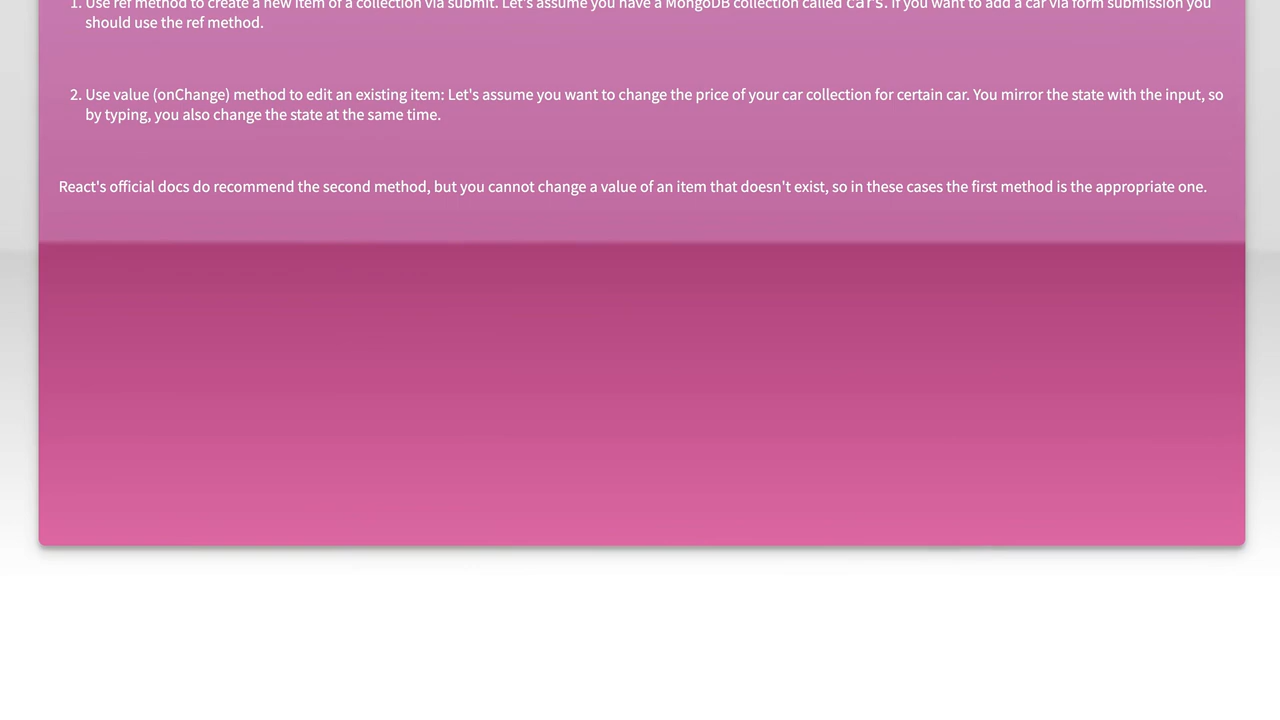 1. Use ref method to create a new item of a collection via submit. Let's assume you have a MongoDB collection called Cars. If you want to add a car via form submission you
should use the ref method.
2. Use value (onChange) method to edit an existing item: Let's assume you want to change the price of your car collection for certain car. You mirror the state with the input, so
by typing, you also change the state at the same time.
React's official docs do recommend the second method, but you cannot change a value of an item that doesn't exist, so in these cases the first method is the appropriate one.